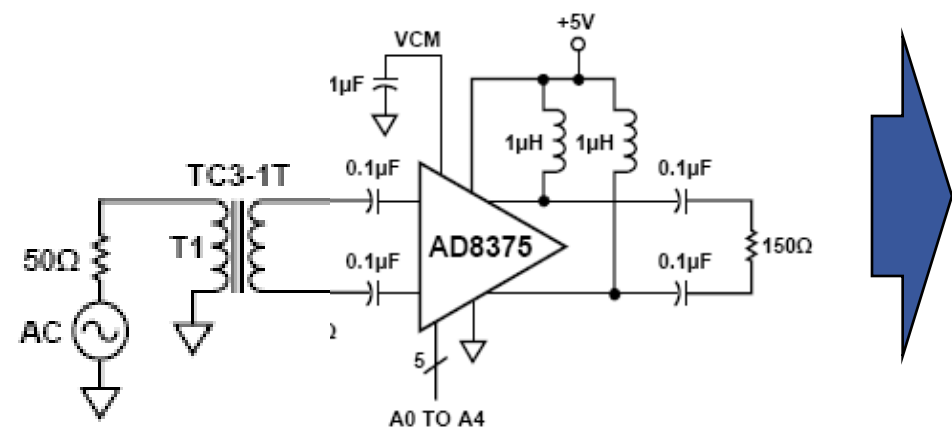 +5V
VCM
1µF
1µH 1µH
TC3-1T
0.1µF
0.1µF
T1
AD8375
150Ω
50Ω
0.1µF
0.1µF
AC
5
A0 TO A4